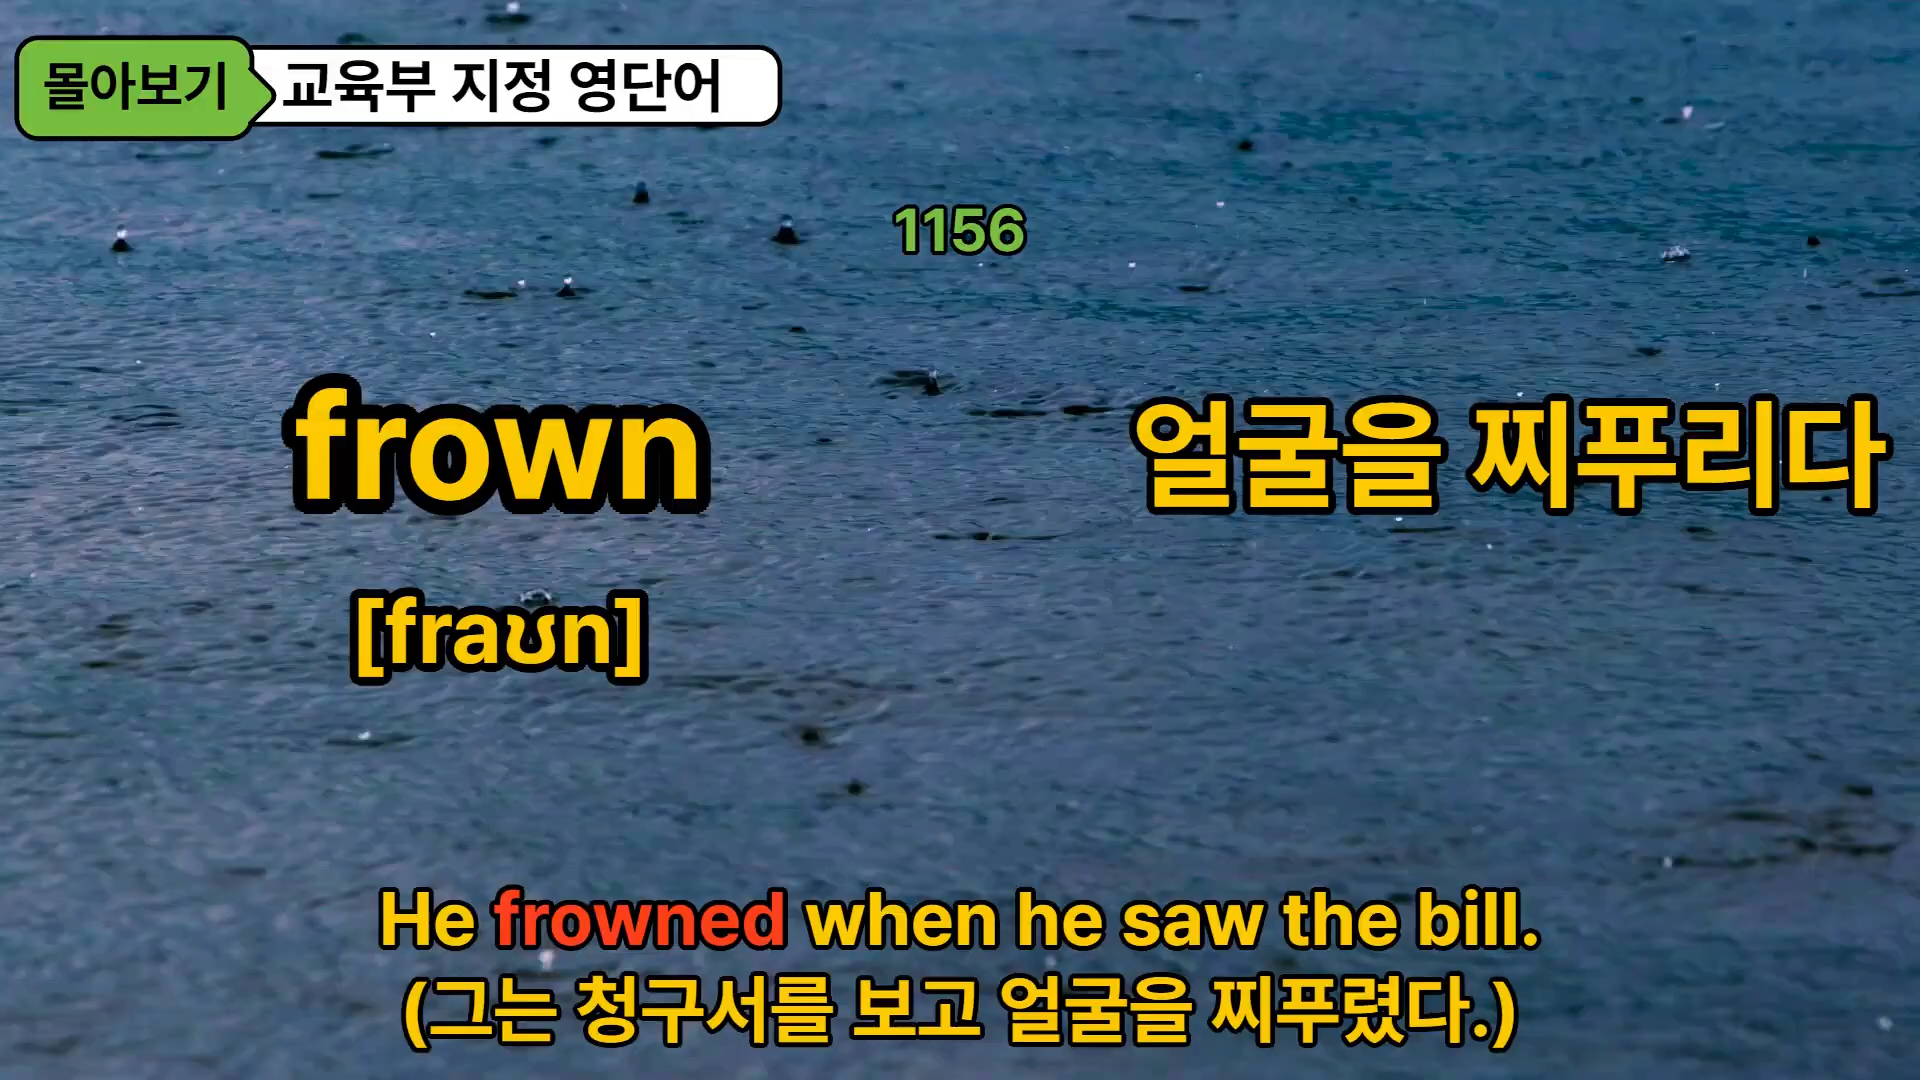 몰아보기 교육부 지정 영단어
1156
frown 얼굴을 찌푸리다
[fraʊn]
He frowned when he saw the bill.
(그는 청구서를 보고 얼굴을 찌푸렸다.)